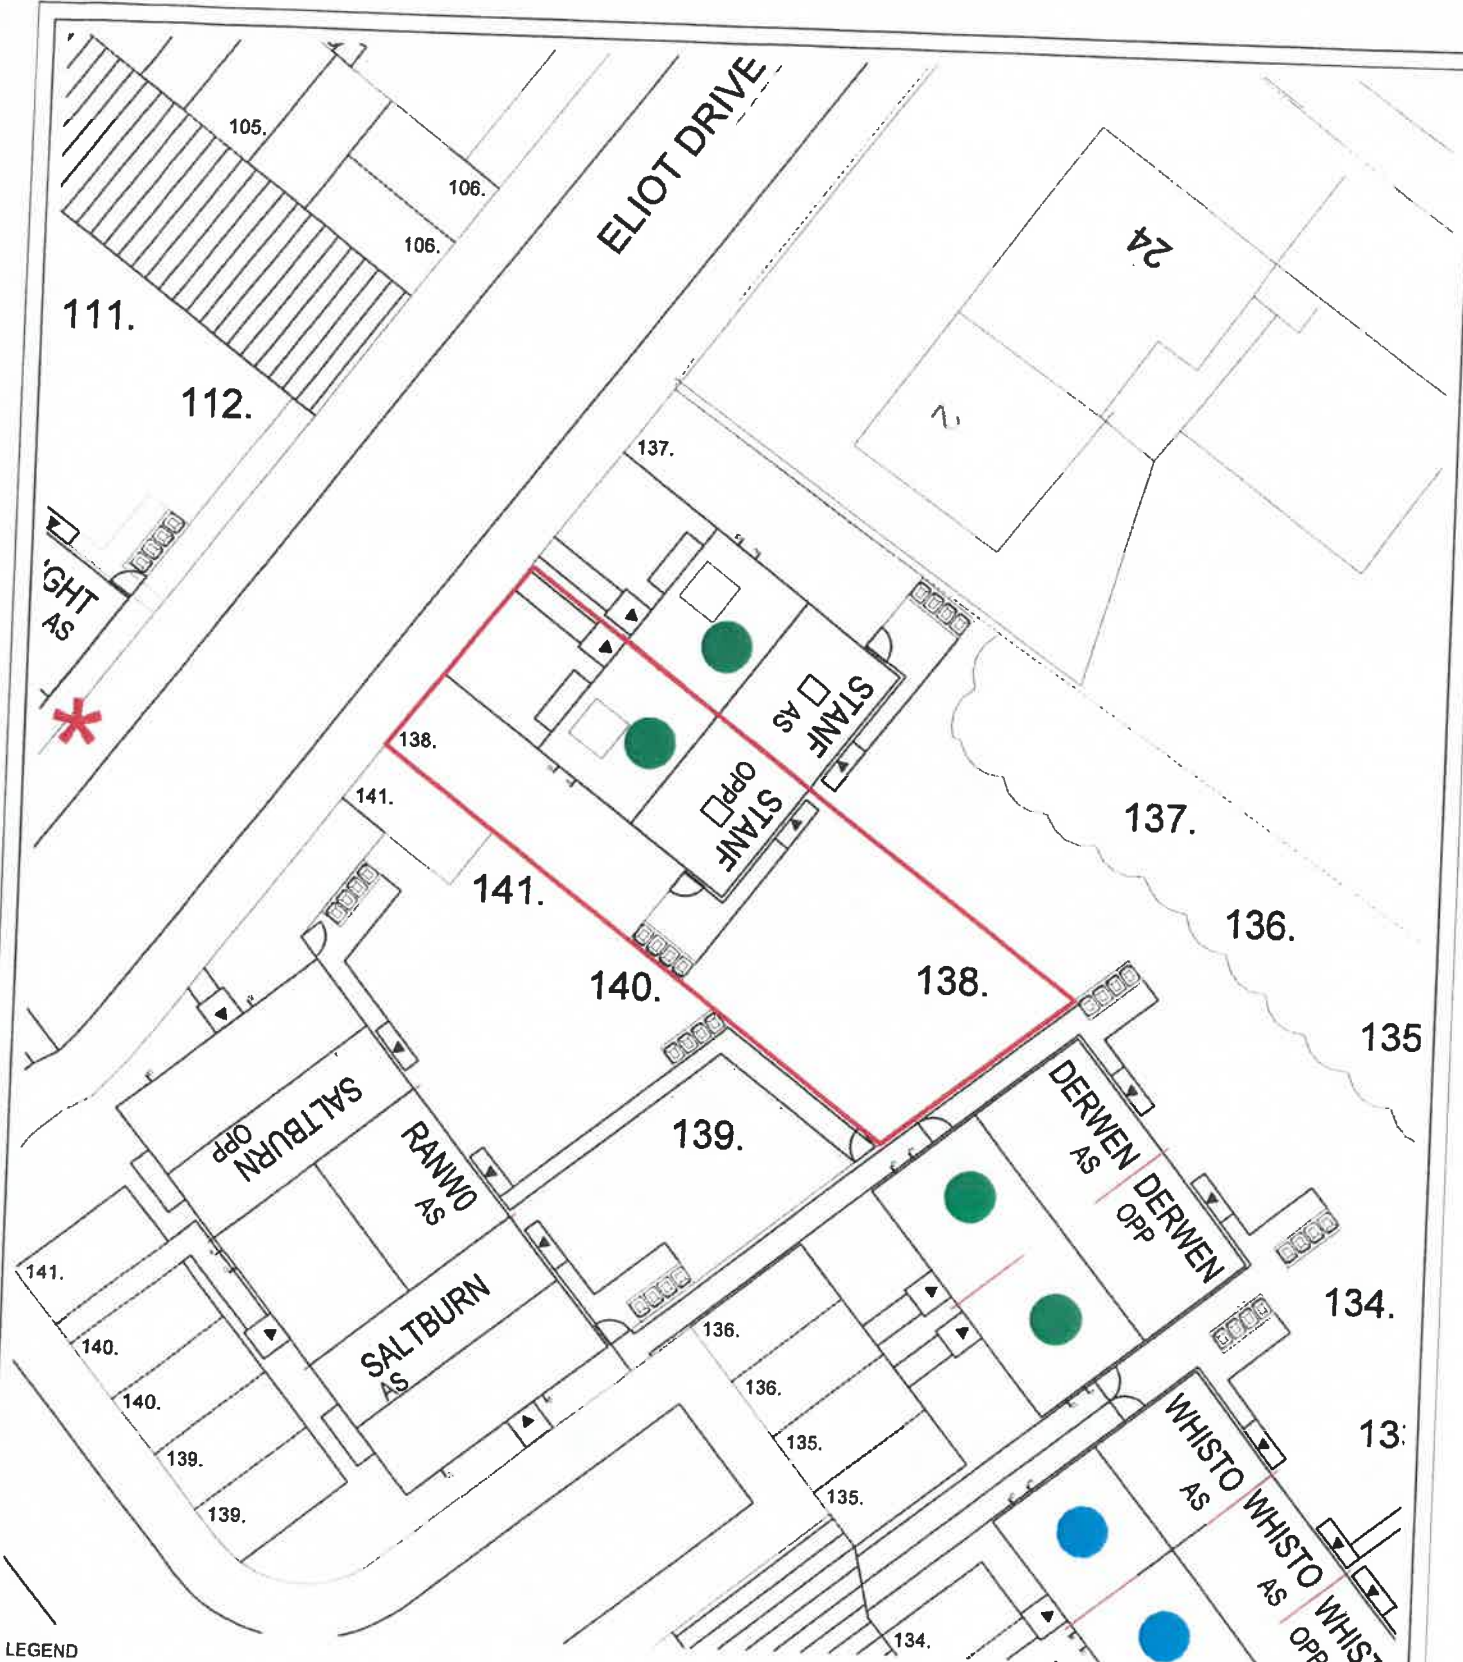 105.
106.
106.
ELIOT DRIVE
24
111.
112.
2
137.
AS
STANF
AS
STANF
OPP
138.
141.
137.
141.
136.
140.
138.
135
SALTBURN
OPP
RANWO
AS
139.
DERWEN
AS
DERWEN
OPP
141.
140.
140.
139.
139.
SALTBURN
AS
136.
136.
135.
135.
134.
WHISTO
AS
WHISTO
AS
OPP
134.
LEGEND